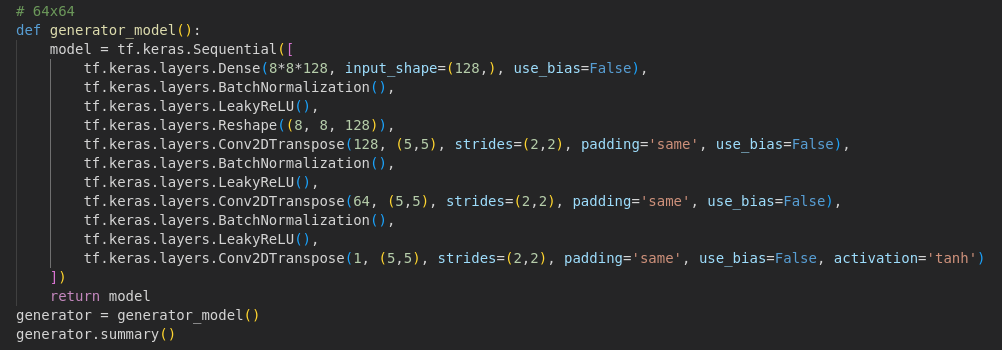 # 64x64
def generator_model():
    model = tf.keras.Sequential([
        tf.keras.layers.Dense(8*8*128, input_shape=(128,), use_bias=False),
        tf.keras.layers.BatchNormalization(),
        tf.keras.layers.LeakyReLU(),
        tf.keras.layers.Reshape((8, 8, 128)),
        tf.keras.layers.Conv2DTranspose(128, (5,5), strides=(2,2), padding='same', use_bias=False),
        tf.keras.layers.BatchNormalization(),
        tf.keras.layers.LeakyReLU(),
        tf.keras.layers.Conv2DTranspose(64, (5,5), strides=(2,2), padding='same', use_bias=False),
        tf.keras.layers.BatchNormalization(),
        tf.keras.layers.LeakyReLU(),
        tf.keras.layers.Conv2DTranspose(1, (5,5), strides=(2,2), padding='same', use_bias=False, activation='tanh')
    ])
    return model
generator = generator_model()
generator.summary()